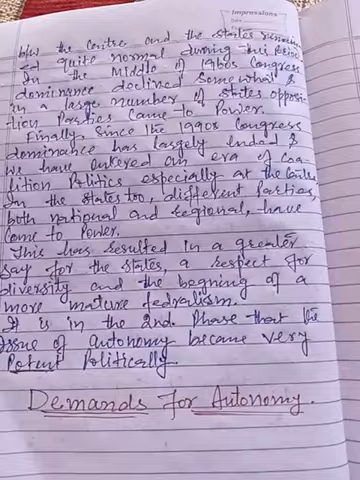 Impressions
b/w the Centre and the states remain-
ed quite normal during this period
In the Middle of 1960s Congress
dominance declined somewhat &
in a large number of states opposi-
tion Parties came to Power.
Finally, since the 1990s Congress
dominance has largely ended &
we have entered an era of Coa-
lition Politics especially at the Centre
In the states too, different Parties,
both national and regional, have
come to Power.
This has resulted in a greater
say for the states, a respect for
diversity and the begning of a
more mature federalism.
It is in the 2nd. Phase that the
Issue of autonomy became very
Potent Politically.
Demands for Autonomy.